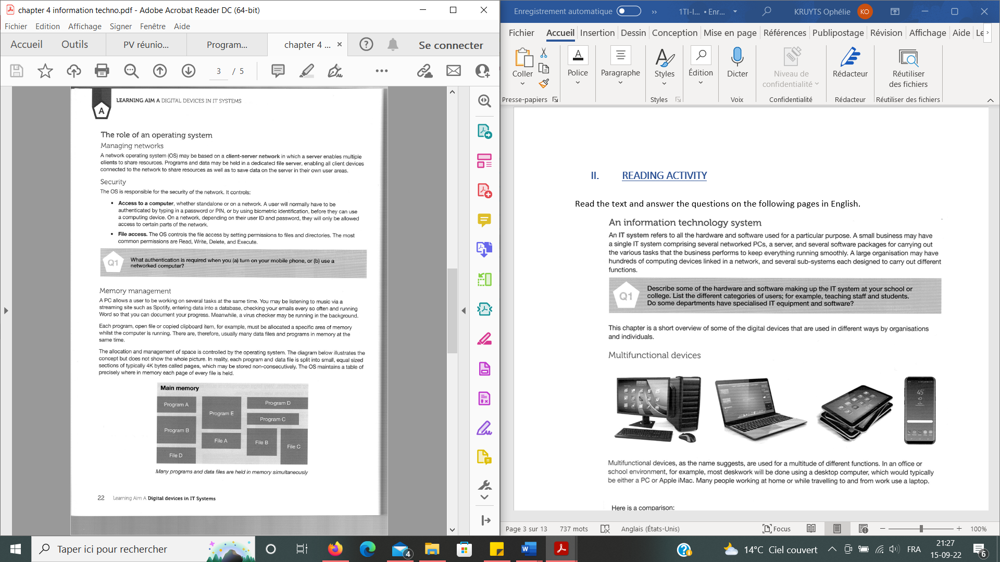 chapter 4 information techno.pdf - Adobe Acrobat Reader DC (64-bit)
Fichier Edition Affichage Signer Fenêtre Aide
Accueil Outils PV réunio... Program... chapter 4 ... × Se connecter
3 / 5
A
LEARNING AIM A DIGITAL DEVICES IN IT SYSTEMS
The role of an operating system
Managing networks
A network operating system (OS) may be based on a client-server network in which a server enables multiple
clients to share resources. Programs and data may be held in a dedicated file server, enabling all client devices
connected to the network to share resources as well as to save data on the server in their own user areas.
Security
The OS is responsible for the security of the network. It controls:
• Access to a computer, whether standalone or on a network. A user will normally have to be
authenticated by typing in a password or PIN, or by using biometric identification, before they can use
a computing device. On a network, depending on their user ID and password, they will only be allowed
access to certain parts of the network.
• File access. The OS controls the file access by setting permissions to files and directories. The most
common permissions are Read, Write, Delete, and Execute.
Q1
What authentication is required when you (a) turn on your mobile phone, or (b) use a
networked computer?
Memory management
A PC allows a user to be working on several tasks at the same time. You may be listening to music via a
streaming site such as Spotify, entering data into a database, checking your emails every so often and running
Word so that you can document your progress. Meanwhile, a virus checker may be running in the background.
Each program, open file or copied clipboard item, for example, must be allocated a specific area of memory
whilst the computer is running. There are, therefore, usually many data files and programs in memory at the
same time.
The allocation and management of space is controlled by the operating system. The diagram below illustrates the
concept but does not show the whole picture. In reality, each program and data file is split into small, equal sized
sections of typically 4K bytes called pages, which may be stored non-consecutively. The OS maintains a table of
precisely where in memory each page of every file is held.
Main memory
Program A
Program B
File D
Program E
File A
Program D
Program C
File B
File C
Many programs and data files are held in memory simultaneously
22 Learning Aim A Digital devices in IT Systems
Enregistrement automatique 1TI-I... • Enr... KRUYTS Ophélie KO
Fichier Accueil Insertion Dessin Conception Mise en page Références Publipostage Révision Affichage Aide Le
Coller
Police
Paragraphe
Styles
Édition
Dicter
Niveau de
confidentialité
Rédacteur
Réutiliser
des fichiers
Presse-papiers Styles Voix Confidentialité Rédacteur Réutiliser des fichiers
II. READING ACTIVITY
Read the text and answer the questions on the following pages in English.
An information technology system
An IT system refers to all the hardware and software used for a particular purpose. A small business may have
a single IT system comprising several networked PCs, a server, and several software packages for carrying out
the various tasks that the business performs to keep everything running smoothly. A large organisation may have
hundreds of computing devices linked in a network, and several sub-systems each designed to carry out different
functions.
Q1
Describe some of the hardware and software making up the IT system at your school or
college. List the different categories of users; for example, teaching staff and students.
Do some departments have specialised IT equipment and software?
This chapter is a short overview of some of the digital devices that are used in different ways by organisations
and individuals.
Multifunctional devices
45°
Multifunctional devices, as the name suggests, are used for a multitude of different functions. In an office or
school environment, for example, most deskwork will be done using a desktop computer, which would typically
be either a PC or Apple iMac. Many people working at home or while travelling to and from work use a laptop.
Here is a comparison:
Page 3 sur 13 737 mots Anglais (États-Unis) Focus 100%
Taper ici pour rechercher
4
14°C Ciel couvert
FRA
21:27
15-09-22
6